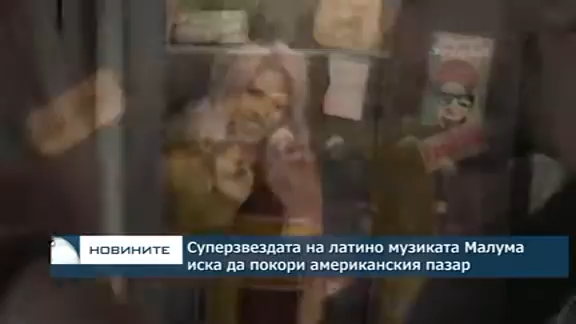 НОВИНИТЕ
Суперзвездата на латино музиката Малума
иска да покори американския пазар